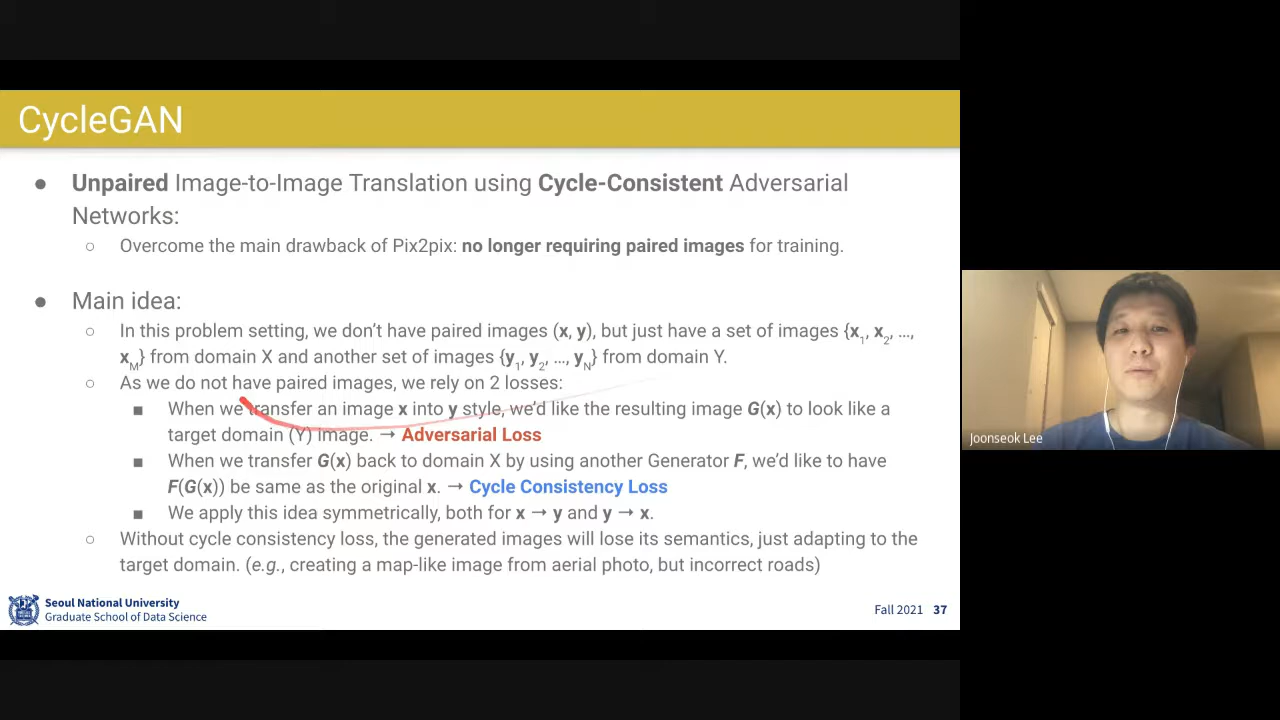 CycleGAN
● Unpaired Image-to-Image Translation using Cycle-Consistent Adversarial
Networks:
○ Overcome the main drawback of Pix2pix: no longer requiring paired images for training.
● Main idea:
○ In this problem setting, we don't have paired images (x, y), but just have a set of images {x1, x2, …,
xM} from domain X and another set of images {y1, y2, …, yN} from domain Y.
○ As we do not have paired images, we rely on 2 losses:
■ When we transfer an image x into y style, we'd like the resulting image G(x) to look like a
target domain (Y) image. → Adversarial Loss
■ When we transfer G(x) back to domain X by using another Generator F, we'd like to have
F(G(x)) be same as the original x. → Cycle Consistency Loss
■ We apply this idea symmetrically, both for x → y and y → x.
○ Without cycle consistency loss, the generated images will lose its semantics, just adapting to the
target domain. (e.g., creating a map-like image from aerial photo, but incorrect roads)
Seoul National University
Graduate School of Data Science
Fall 2021 37
Joonseok Lee